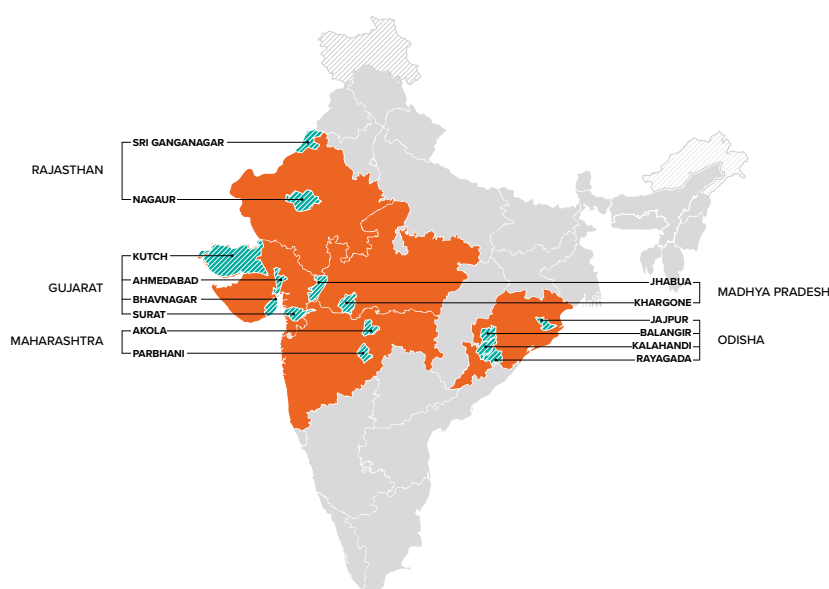 RAJASTHAN
SRI GANGANAGAR
NAGAUR
GUJARAT
KUTCH
AHMEDABAD
BHAVNAGAR
SURAT
MAHARASHTRA
AKOLA
PARBHANI
JHABUA
KHARGONE
MADHYA PRADESH
JAJPUR
BALANGIR
KALAHANDI
RAYAGADA
ODISHA